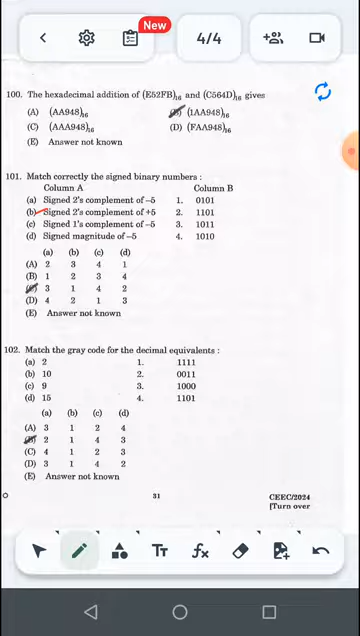 New
4/4
100. The hexadecimal addition of (E52FB)16 and (C564D)16 gives
(A) (AA948)16 (B) (1AA948)16
(C) (AAA948)16 (D) (FAA948)16
(E) Answer not known
101. Match correctly the signed binary numbers :
Column A Column B
(a) Signed 2's complement of –5 1. 0101
(b) Signed 2's complement of +5 2. 1101
(c) Signed 1's complement of –5 3. 1011
(d) Signed magnitude of –5 4. 1010
(a) (b) (c) (d)
(A) 2 3 4 1
(B) 1 2 3 4
(C) 3 1 4 2
(D) 4 2 1 3
(E) Answer not known
102. Match the gray code for the decimal equivalents :
(a) 2 1. 1111
(b) 10 2. 0011
(c) 9 3. 1000
(d) 15 4. 1101
(a) (b) (c) (d)
(A) 3 1 2 4
(B) 2 1 4 3
(C) 4 1 2 3
(D) 3 1 4 2
(E) Answer not known
31 CEEC/2024
[Turn over
Tт
fx